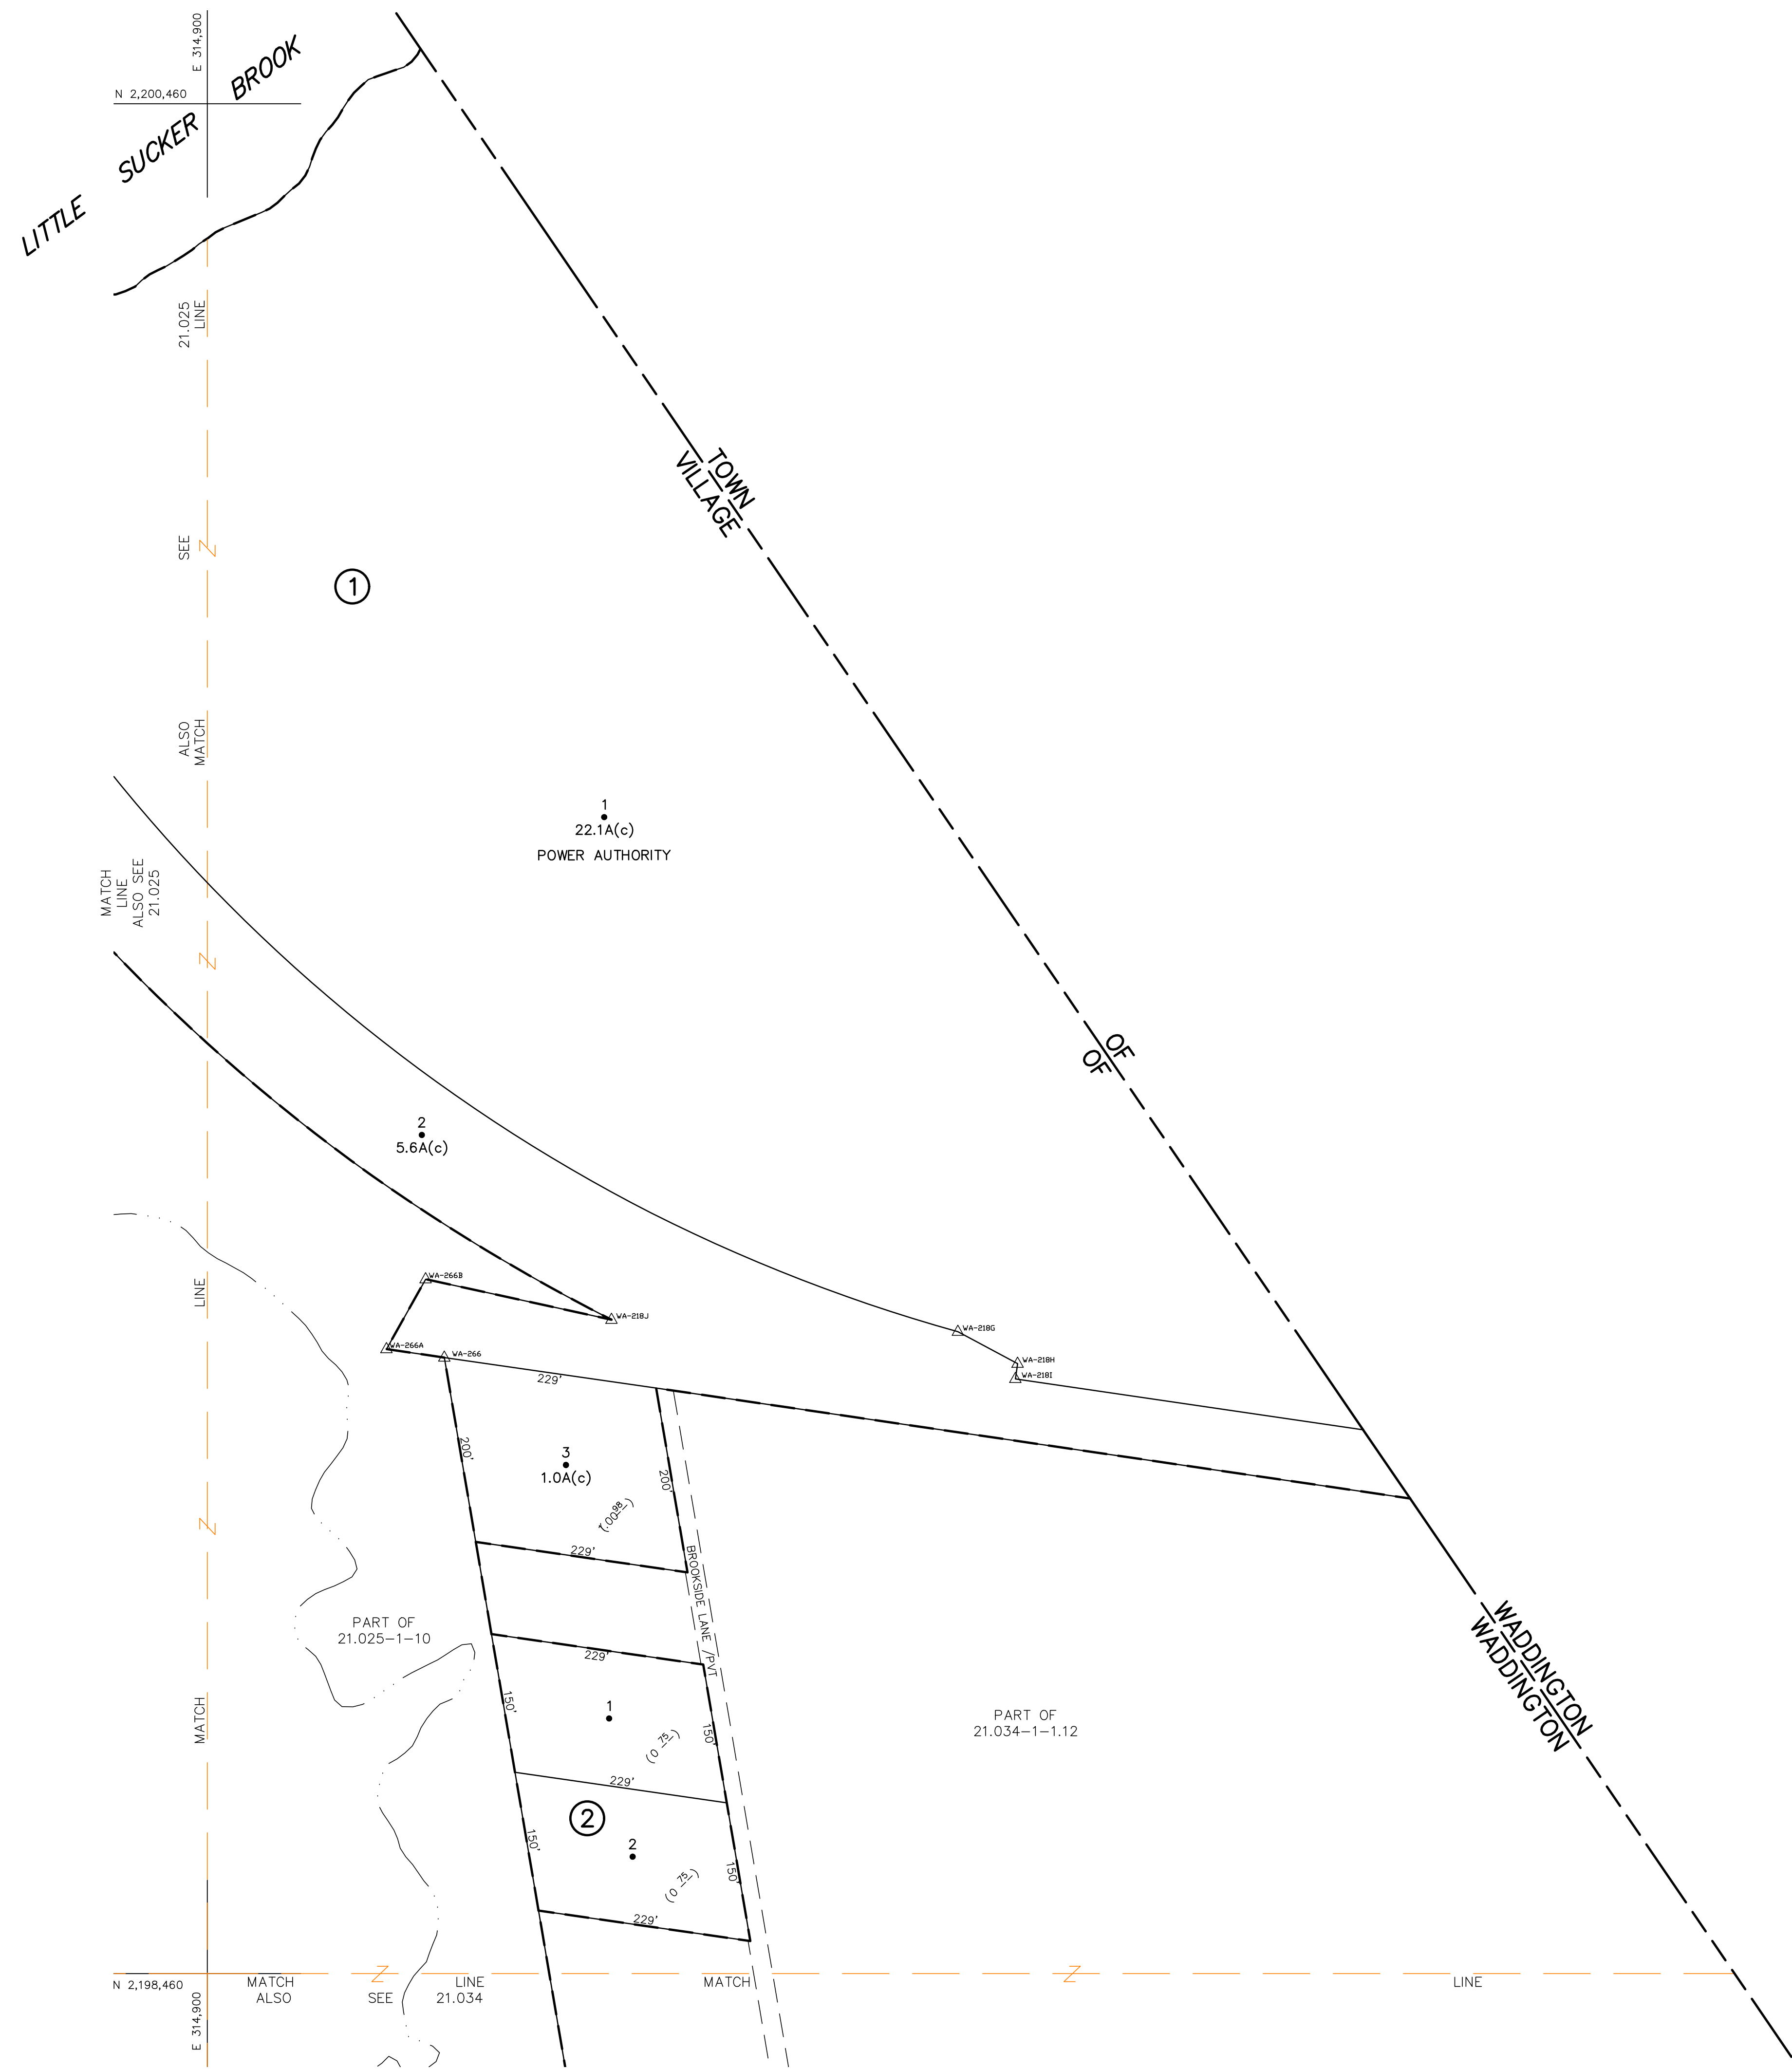 E 314,900
N 2,200,460
LITTLE SUCKER BROOK
21.025
LINE
SEE
ALSO
MATCH
TOWN
VILLAGE
1
1
22.1A(c)
POWER AUTHORITY
MATCH
LINE
ALSO SEE
21.025
OF
OF
2
5.6A(c)
LINE
WA-266B
WA-218J
WA-218G
WA-266A
WA-266
WA-218H
WA-218I
229'
200'
3
1.0A(c)
200'
229'
BROOKSIDE LANE /PVT
PART OF
21.025-1-10
229'
WADDINGTON
WADDINGTON
MATCH
150'
1
(0 75)
150'
PART OF
21.034-1-1.12
229'
2
150'
2
(0 75)
150'
229'
N 2,198,460
MATCH
LINE
MATCH
LINE
ALSO
SEE
21.034
E 314,900